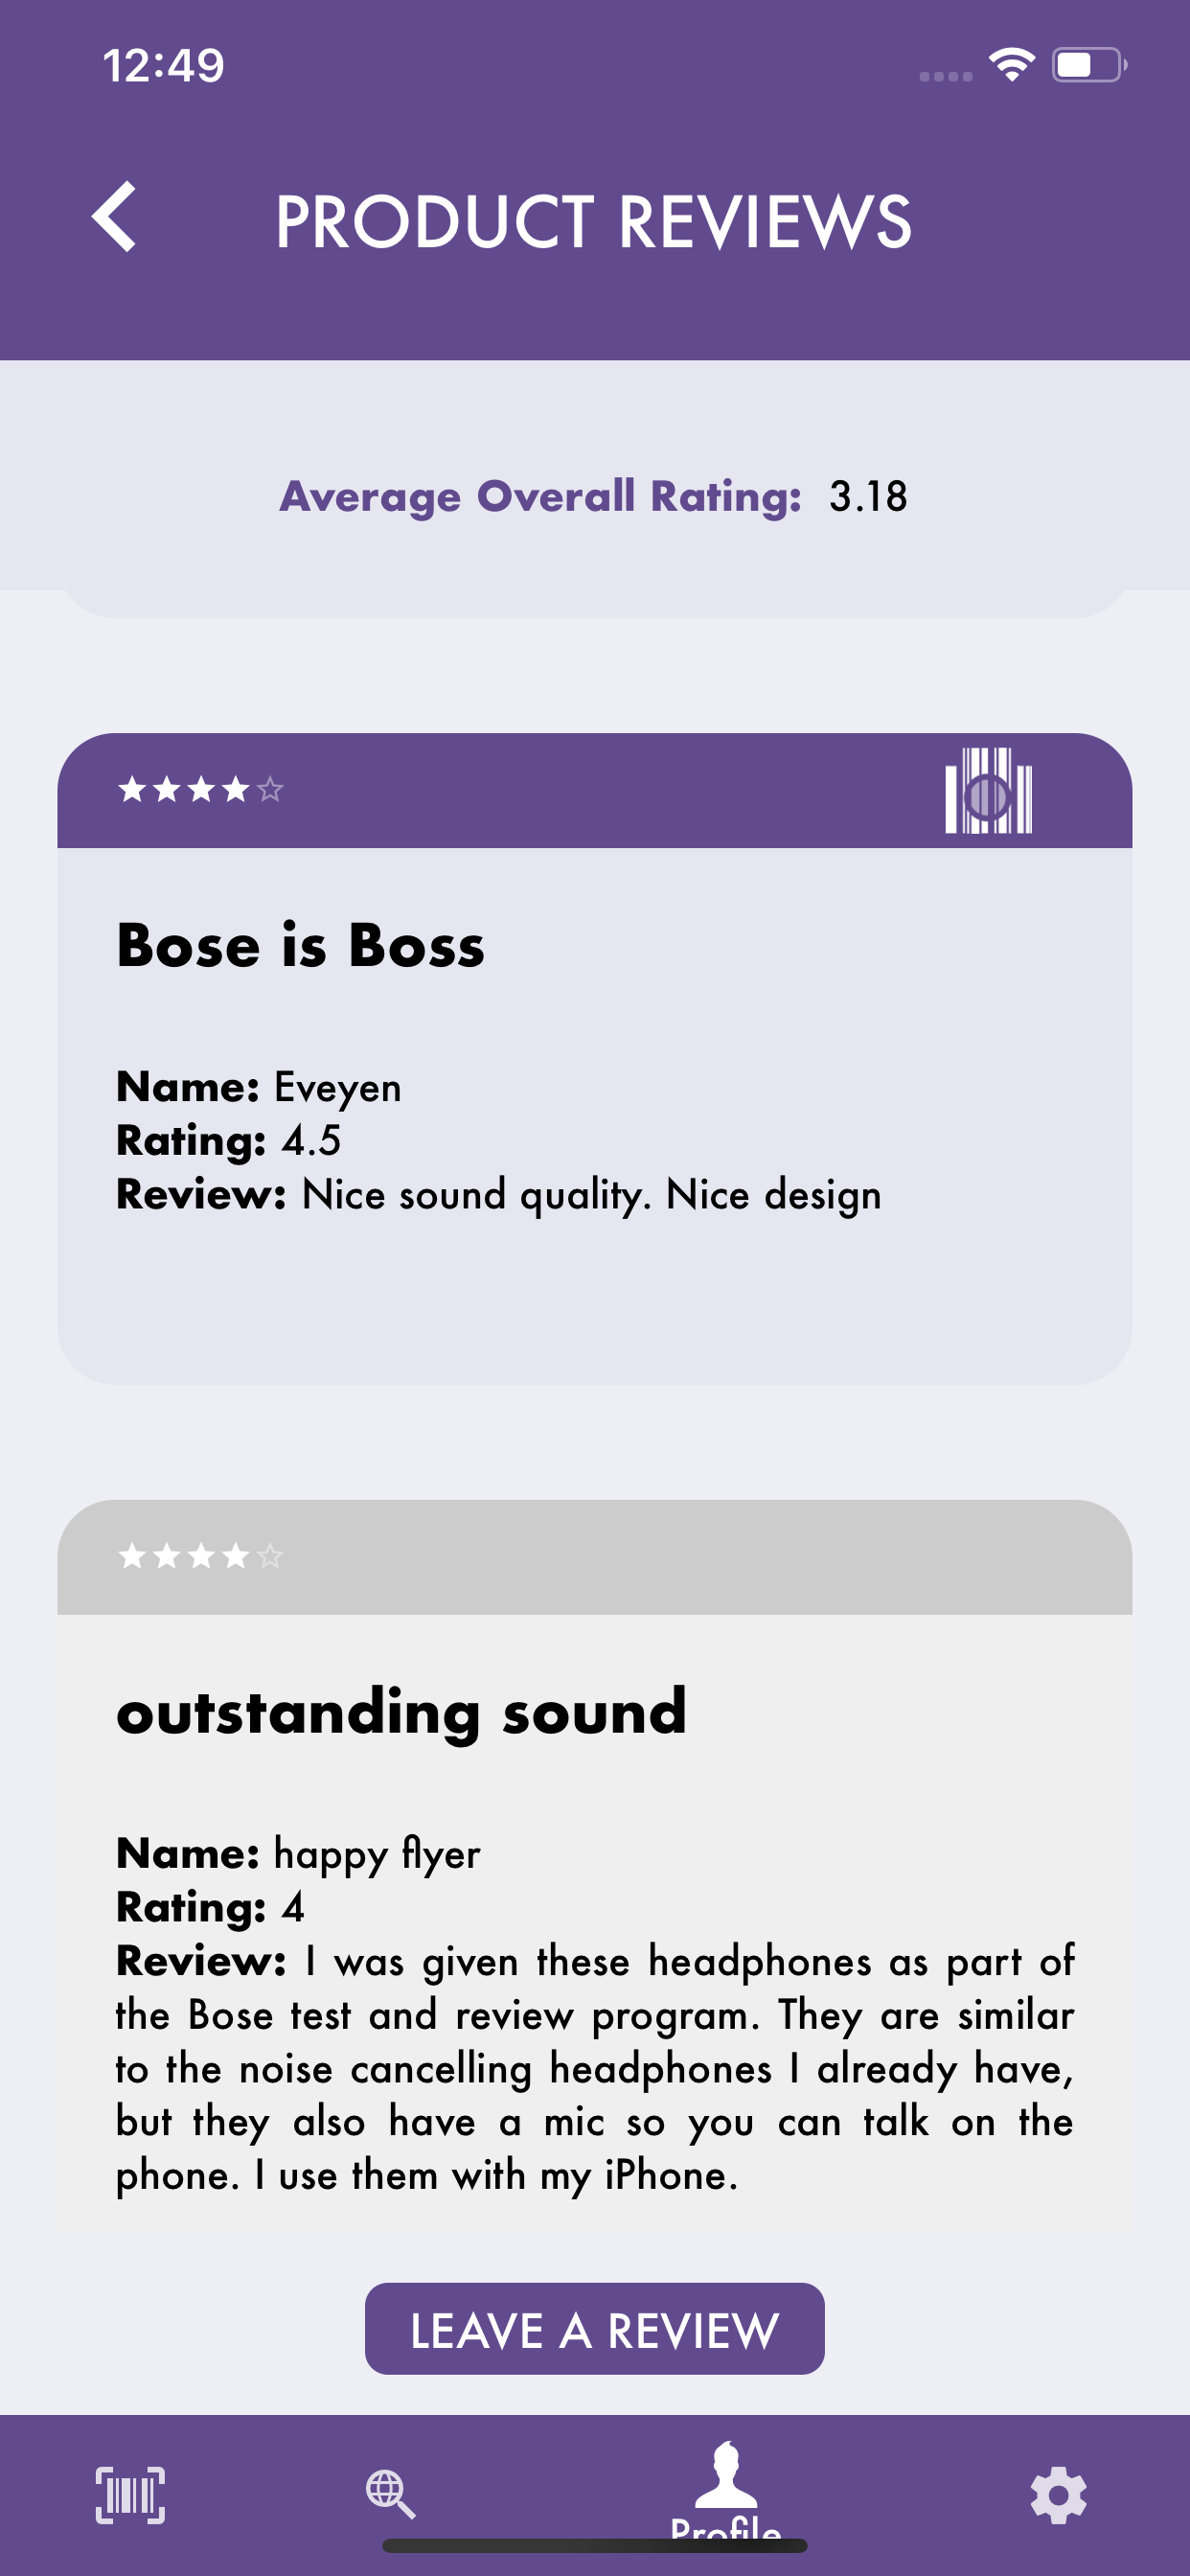 12:49
PRODUCT REVIEWS
Average Overall Rating: 3.18
Bose is Boss
Name: Eveyen
Rating: 4.5
Review: Nice sound quality. Nice design
outstanding sound
Name: happy flyer
Rating: 4
Review: I was given these headphones as part of
the Bose test and review program. They are similar
to the noise cancelling headphones I already have,
but they also have a mic so you can talk on the
phone. I use them with my iPhone.
LEAVE A REVIEW
Profile